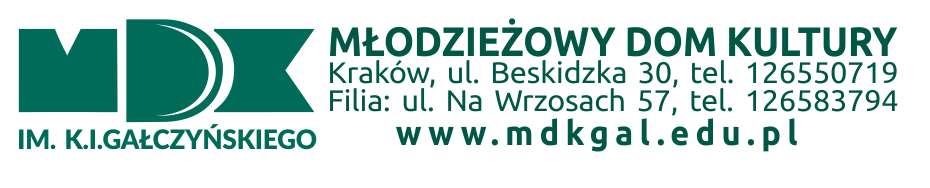 MDK
IM. K.I.GAŁCZYŃSKIEGO
MŁODZIEŻOWY DOM KULTURY
Kraków, ul. Beskidzka 30, tel. 126550719
Filia: ul. Na Wrzosach 57, tel. 126583794
www.mdkgal.edu.pl